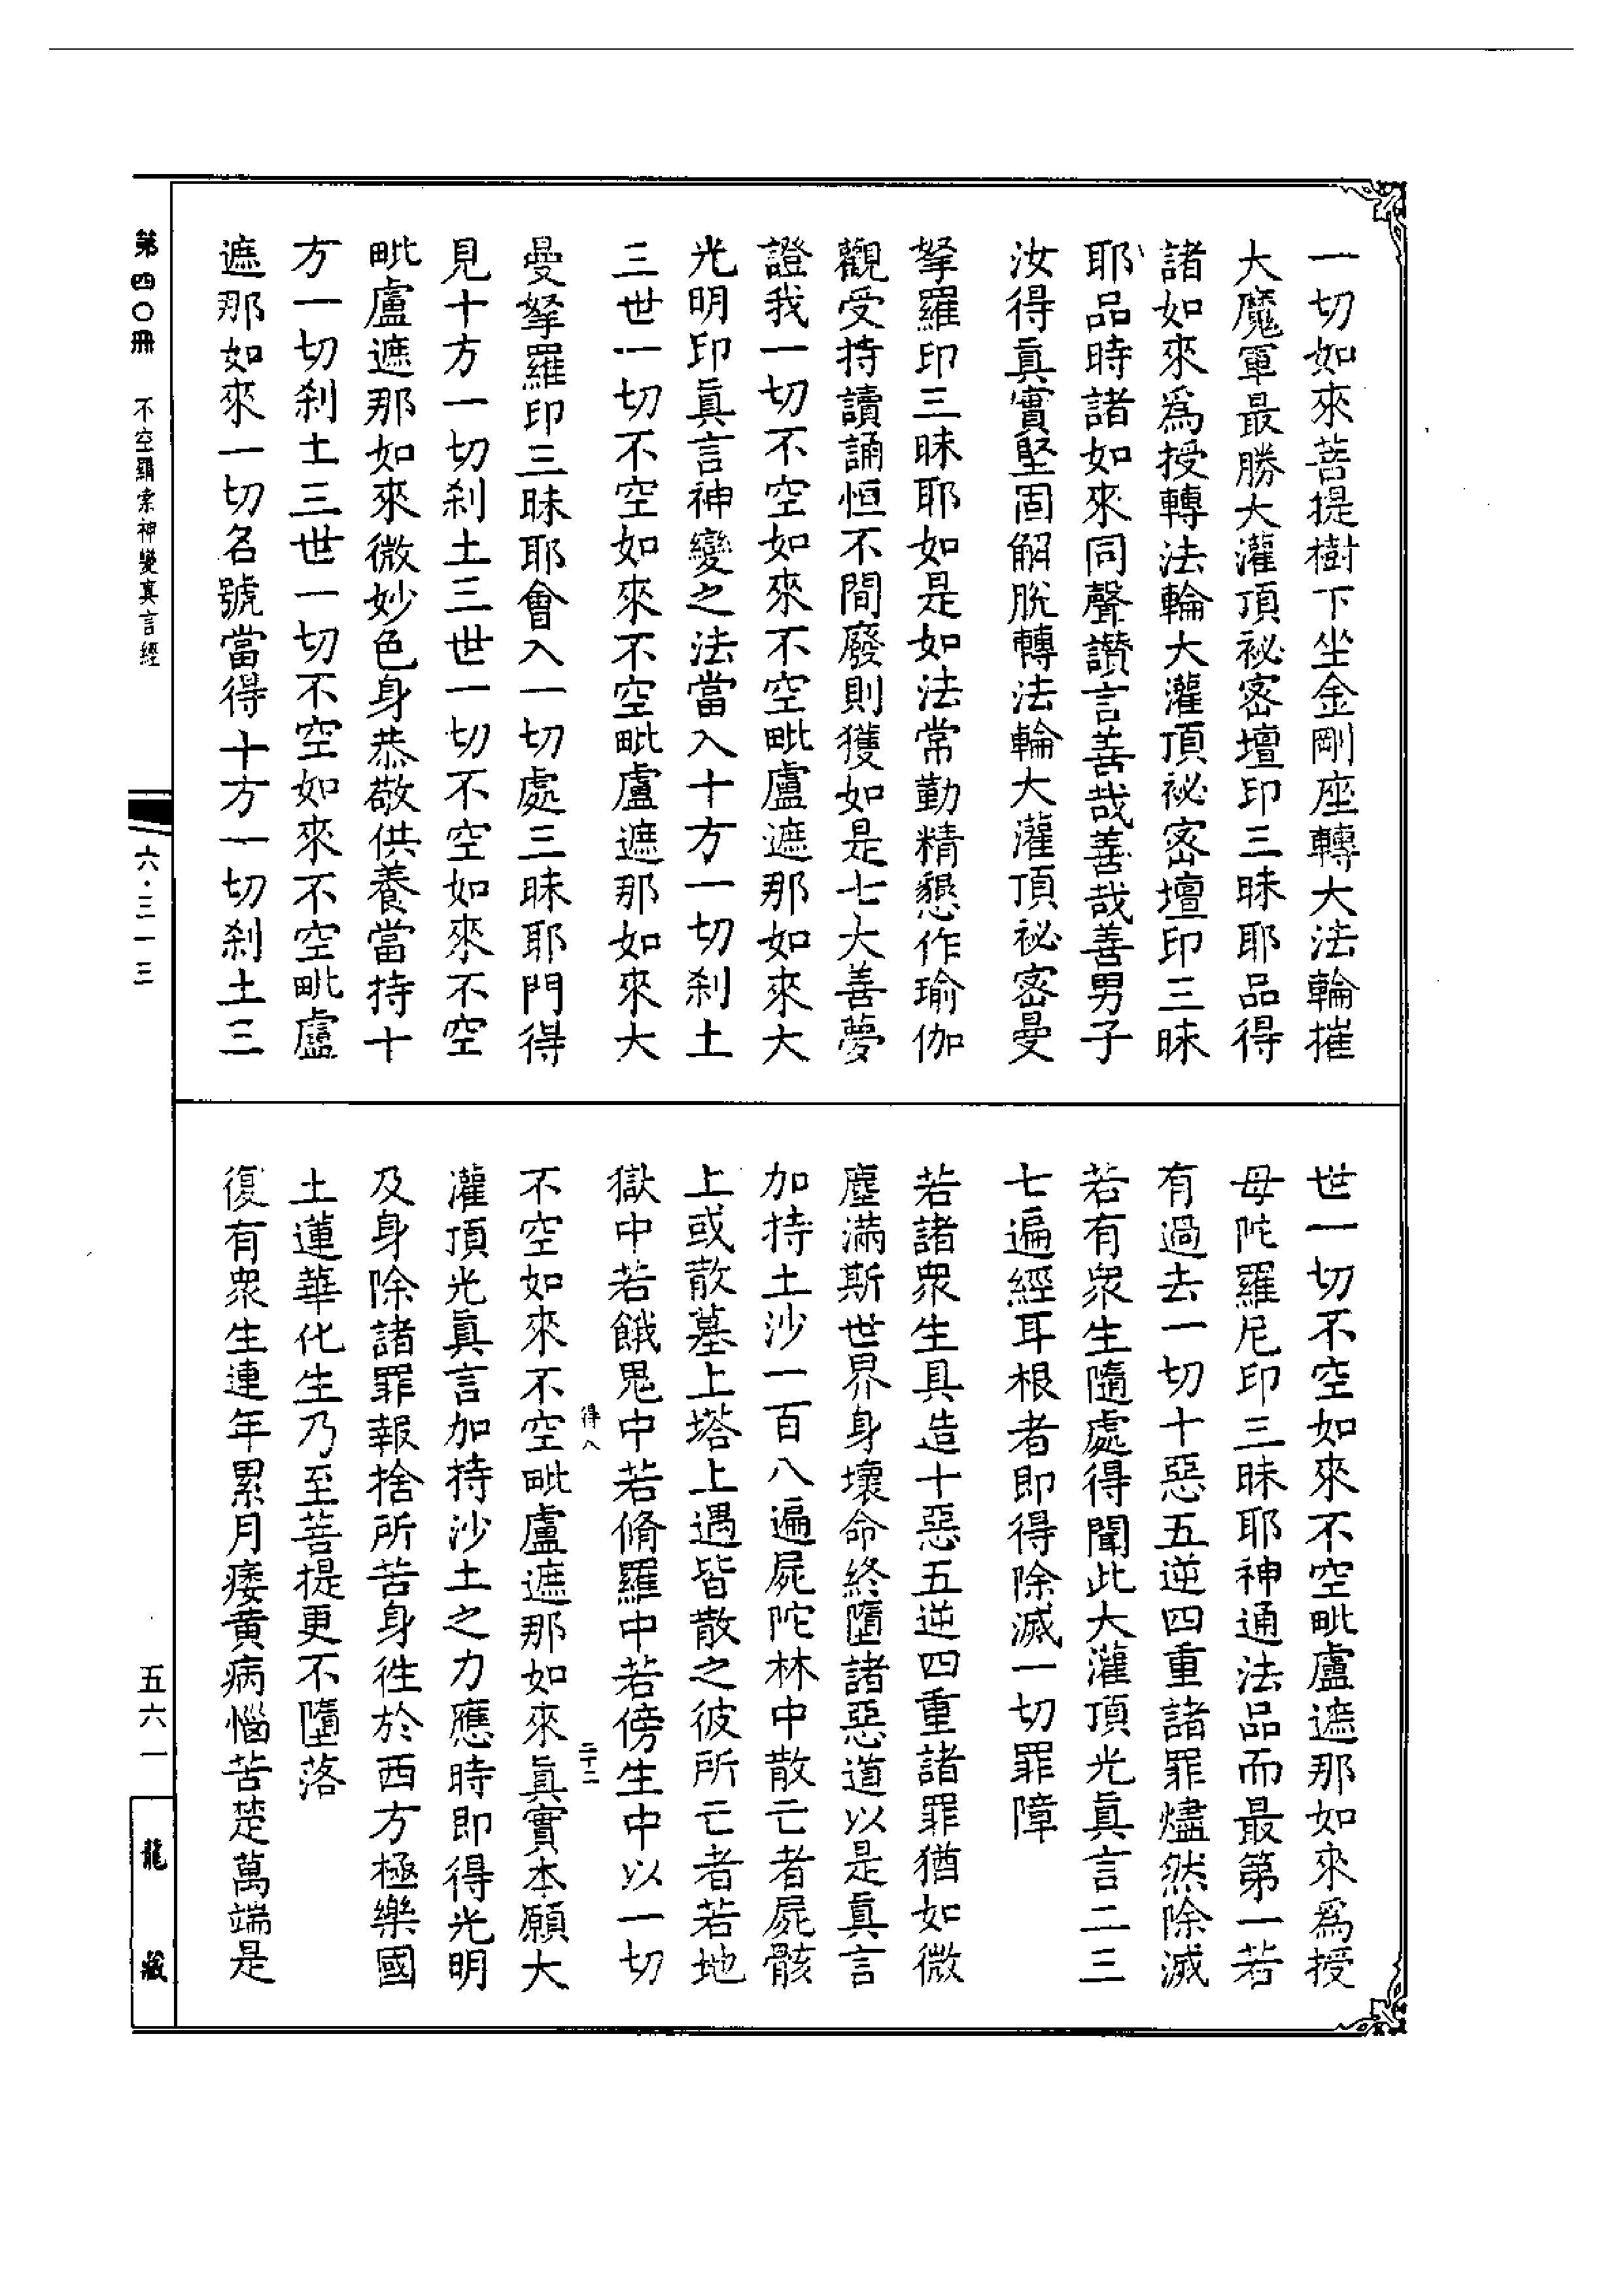 一切如來菩提樹下坐金剛座轉大法輪摧
大魔軍最勝大灌頂祕密壇印三昧耶品得
諸如來爲授轉法輪大灌頂祕密壇印三昧
耶品時諸如來同聲讚言善哉善哉善男子
汝得眞實堅固解脫轉法輪大灌頂祕密曼
拏羅印三昧耶如是如法常勤精懇作瑜伽
觀受持讀誦恒不間廢則獲如是七大善夢
證我一切不空如來不空毗盧遮那如來大
光明印眞言神變之法當入十方一切刹土
三世一切不空如來不空毗盧遮那如來大
曼拏羅印三昧耶會入一切處三昧耶門得
見十方一切刹土三世一切不空如來不空
毗盧遮那如來微妙色身恭敬供養當持十
方一切刹土三世一切不空如來不空毗盧
遮那如來一切名號當得十方一切刹土三
世一切不空如來不空毗盧遮那如來爲授
母陀羅尼印三昧耶神通法品而最第一若
有過去一切十惡五逆四重諸罪燼然除滅
若有衆生隨處得聞此大灌頂光眞言二三
七遍經耳根者即得除滅一切罪障
若諸衆生具造十惡五逆四重諸罪猶如微
塵滿斯世界身壞命終墮諸惡道以是眞言
加持土沙一百八遍屍陀林中散亡者屍骸
上或散墓上塔上遇皆散之彼所亡者若地
獄中若餓鬼中若脩羅中若傍生中以一切
得八
二十二
不空如來不空毗盧遮那如來眞實本願大
灌頂光眞言加持沙土之力應時即得光明
及身除諸罪報捨所苦身往於西方極樂國
土蓮華化生乃至菩提更不墮落
復有衆生連年累月痿黃病惱苦楚萬端是
第四〇冊 不空羂索神變真言經
六·三一三
五六一
龍藏